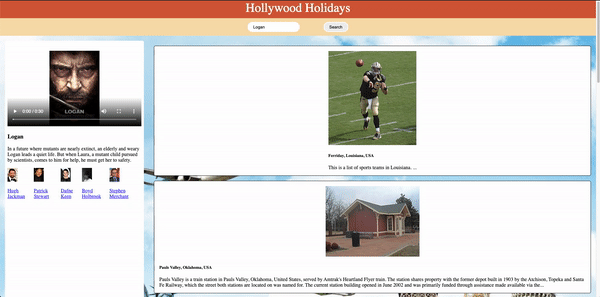 Hollywood Holidays
Logan
Search
LOGAN
0:00 / 0:30
Logan
In a future where mutants are nearly extinct, an elderly and weary
Logan leads a quiet life. But when Laura, a mutant child pursued
by scientists, comes to him for help, he must get her to safety.
Hugh
Jackman
Patrick
Stewart
Dafne
Keen
Boyd
Holbrook
Stephen
Merchant
Ferriday, Louisiana, USA
This is a list of sports teams in Louisiana. ...
Pauls Valley, Oklahoma, USA
Pauls Valley is a train station in Pauls Valley, Oklahoma, United States, served by Amtrak's Heartland Flyer train. The station shares property with the former depot built in 1903 by the Atchison, Topeka and Santa
Fe Railway, which the street both stations are located on was named for. The current station building opened in June 2002 and was primarily funded through assistance made available via the...